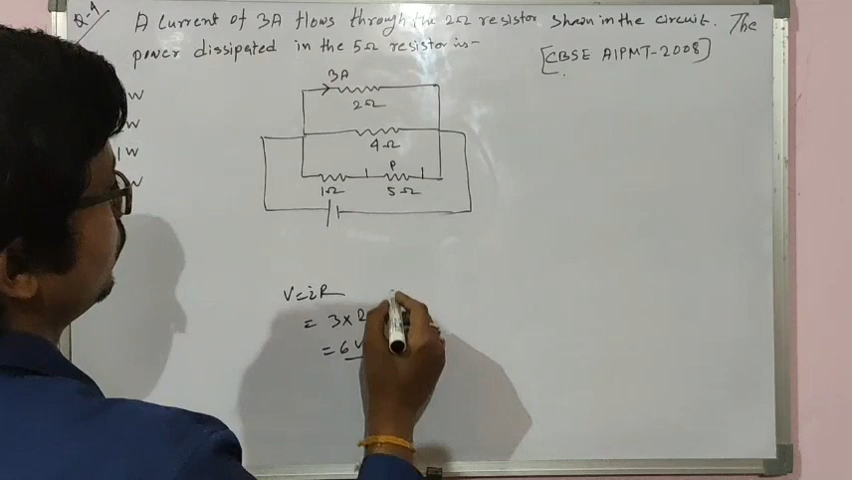 Q-4
A current of 3A flows through the 2Ω resistor shown in the circuit. The
power dissipated in the 5Ω resistor is-
[CBSE AIPMT-2008]
W
W
W
W
3A
2Ω
4Ω
P
1Ω
5Ω
V=iR
= 3×2
= 6V